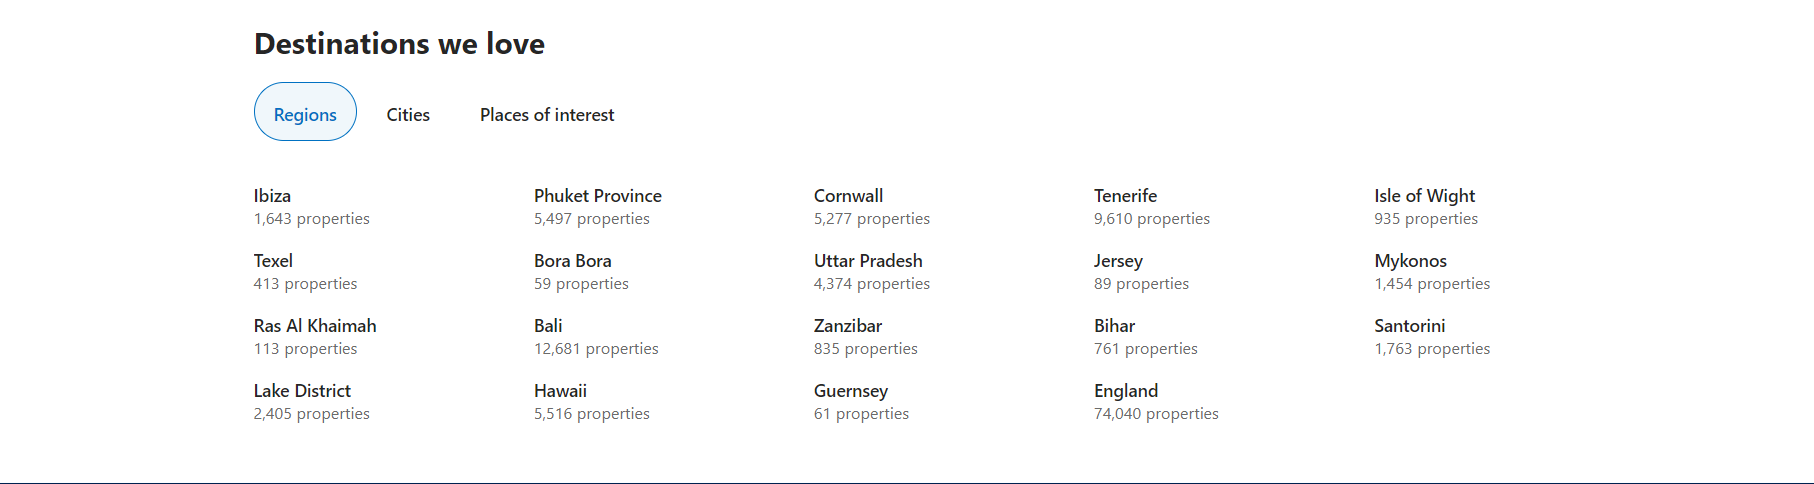 Destinations we love
Regions Cities Places of interest
Ibiza Phuket Province Cornwall Tenerife Isle of Wight
1,643 properties 5,497 properties 5,277 properties 9,610 properties 935 properties
Texel Bora Bora Uttar Pradesh Jersey Mykonos
413 properties 59 properties 4,374 properties 89 properties 1,454 properties
Ras Al Khaimah Bali Zanzibar Bihar Santorini
113 properties 12,681 properties 835 properties 761 properties 1,763 properties
Lake District Hawaii Guernsey England
2,405 properties 5,516 properties 61 properties 74,040 properties